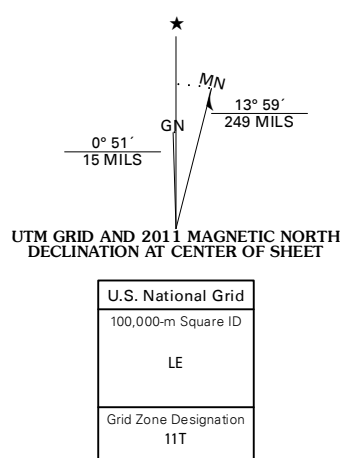 ★
MN
13° 59´
249 MILS
GN
0° 51´
15 MILS
UTM GRID AND 2011 MAGNETIC NORTH
DECLINATION AT CENTER OF SHEET
U.S. National Grid
100,000-m Square ID
LE
Grid Zone Designation
11T